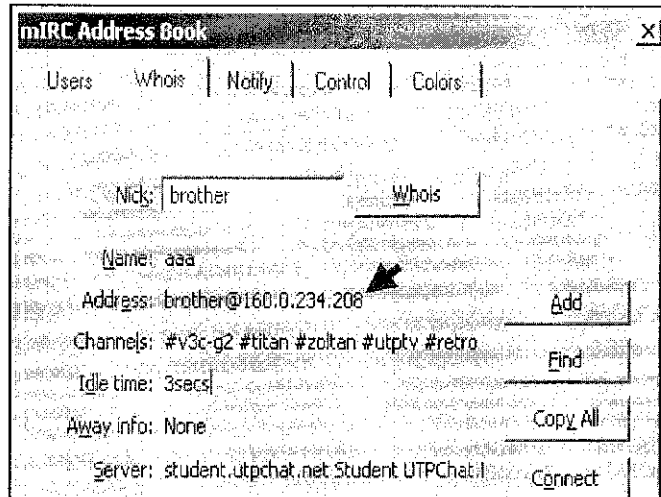 mIRC Address Book
Users Whois Notify Control Colors
Nick: brother Whois
Name: aaa
Address: brother@160.0.234.208 Add
Channels: #v3c-g2 #titan #zoltan #utptv #retro
Find
Idle time: 3secs
Away info: None Copy All
Server: student.utpchat.net Student UTPChat I Connect